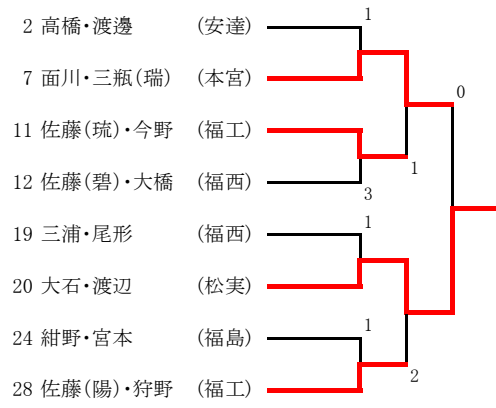 2 高橋・渡邊 (安達)
1
7 面川・三瓶(瑞) (本宮)
0
11 佐藤(琉)・今野 (福工)
1
12 佐藤(碧)・大橋 (福西)
3
19 三浦・尾形 (福西)
1
20 大石・渡辺 (松実)
24 紺野・宮本 (福島)
1
2
28 佐藤(陽)・狩野 (福工)